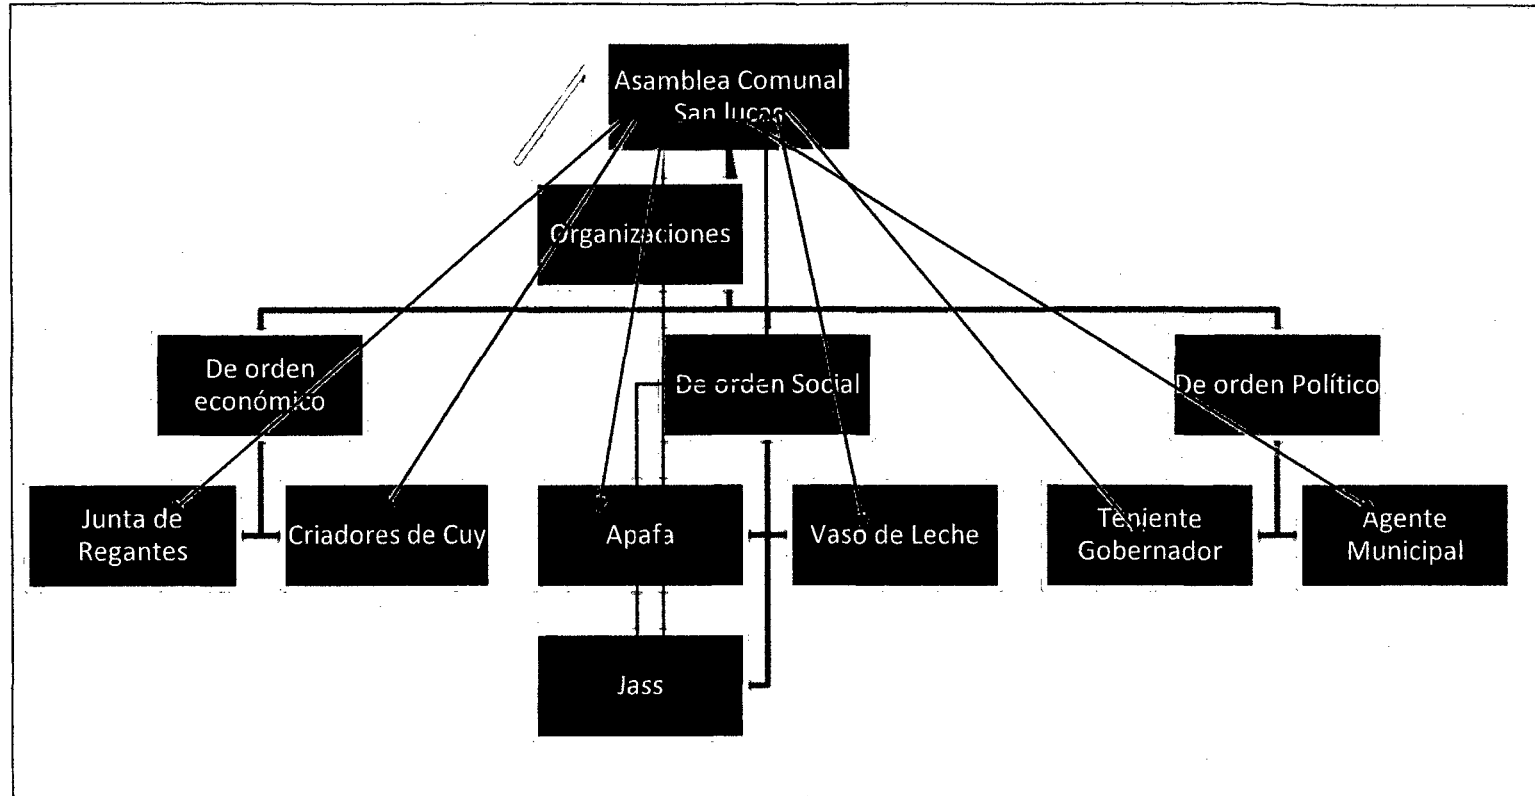 Asamblea Comunal
San lucas
Organizaciones
De orden
económico
De orden Social
De orden Político
Junta de
Regantes
Criadores de Cuy
Apafa
Vaso de Leche
Teniente
Gobernador
Agente
Municipal
Jass